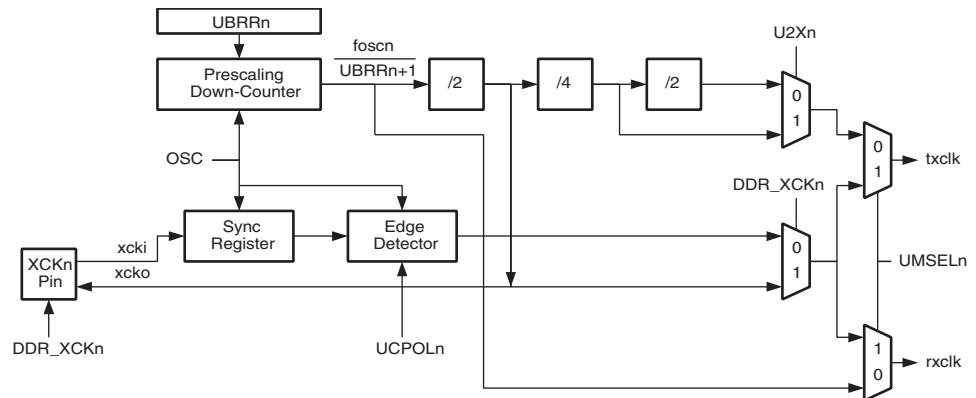 UBRRn
U2Xn
foscn
Prescaling
Down-Counter
UBRRn+1
/2
/4
/2
0
1
OSC
0
1
txclk
DDR_XCKn
Sync
Register
Edge
Detector
xcki
0
1
XCKn
Pin
xcko
UMSELn
DDR_XCKn
UCPOLn
1
0
rxclk